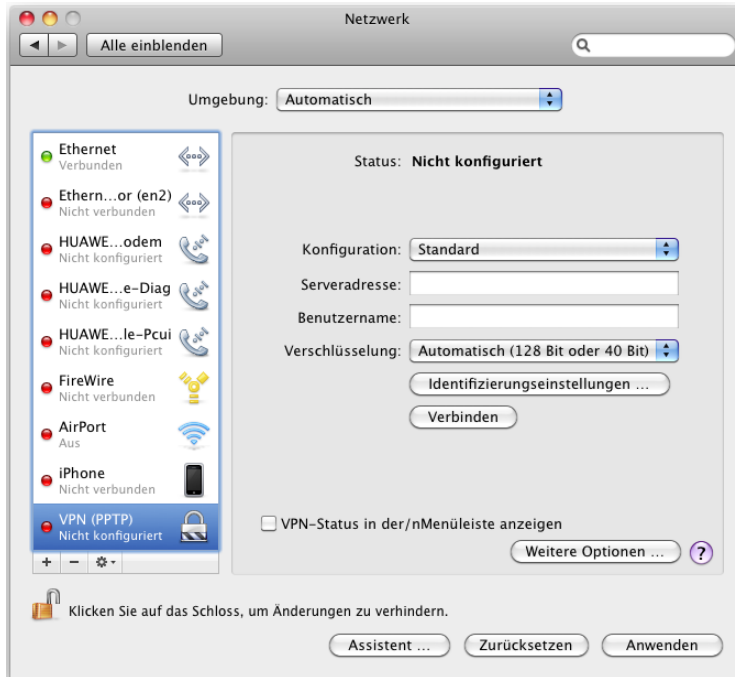 Netzwerk
Alle einblenden
Umgebung: Automatisch
Ethernet
Verbunden
Ethern...or (en2)
Nicht verbunden
HUAWE...odem
Nicht konfiguriert
HUAWE...e-Diag
Nicht konfiguriert
HUAWE...le-Pcui
Nicht konfiguriert
FireWire
Nicht verbunden
AirPort
Aus
iPhone
Nicht verbunden
VPN (PPTP)
Nicht konfiguriert
Status: Nicht konfiguriert
Konfiguration: Standard
Serveradresse:
Benutzername:
Verschlüsselung: Automatisch (128 Bit oder 40 Bit)
Identifizierungseinstellungen ...
Verbinden
VPN-Status in der/nMenüleiste anzeigen
Weitere Optionen ... ?
Klicken Sie auf das Schloss, um Änderungen zu verhindern.
Assistent ... Zurücksetzen Anwenden